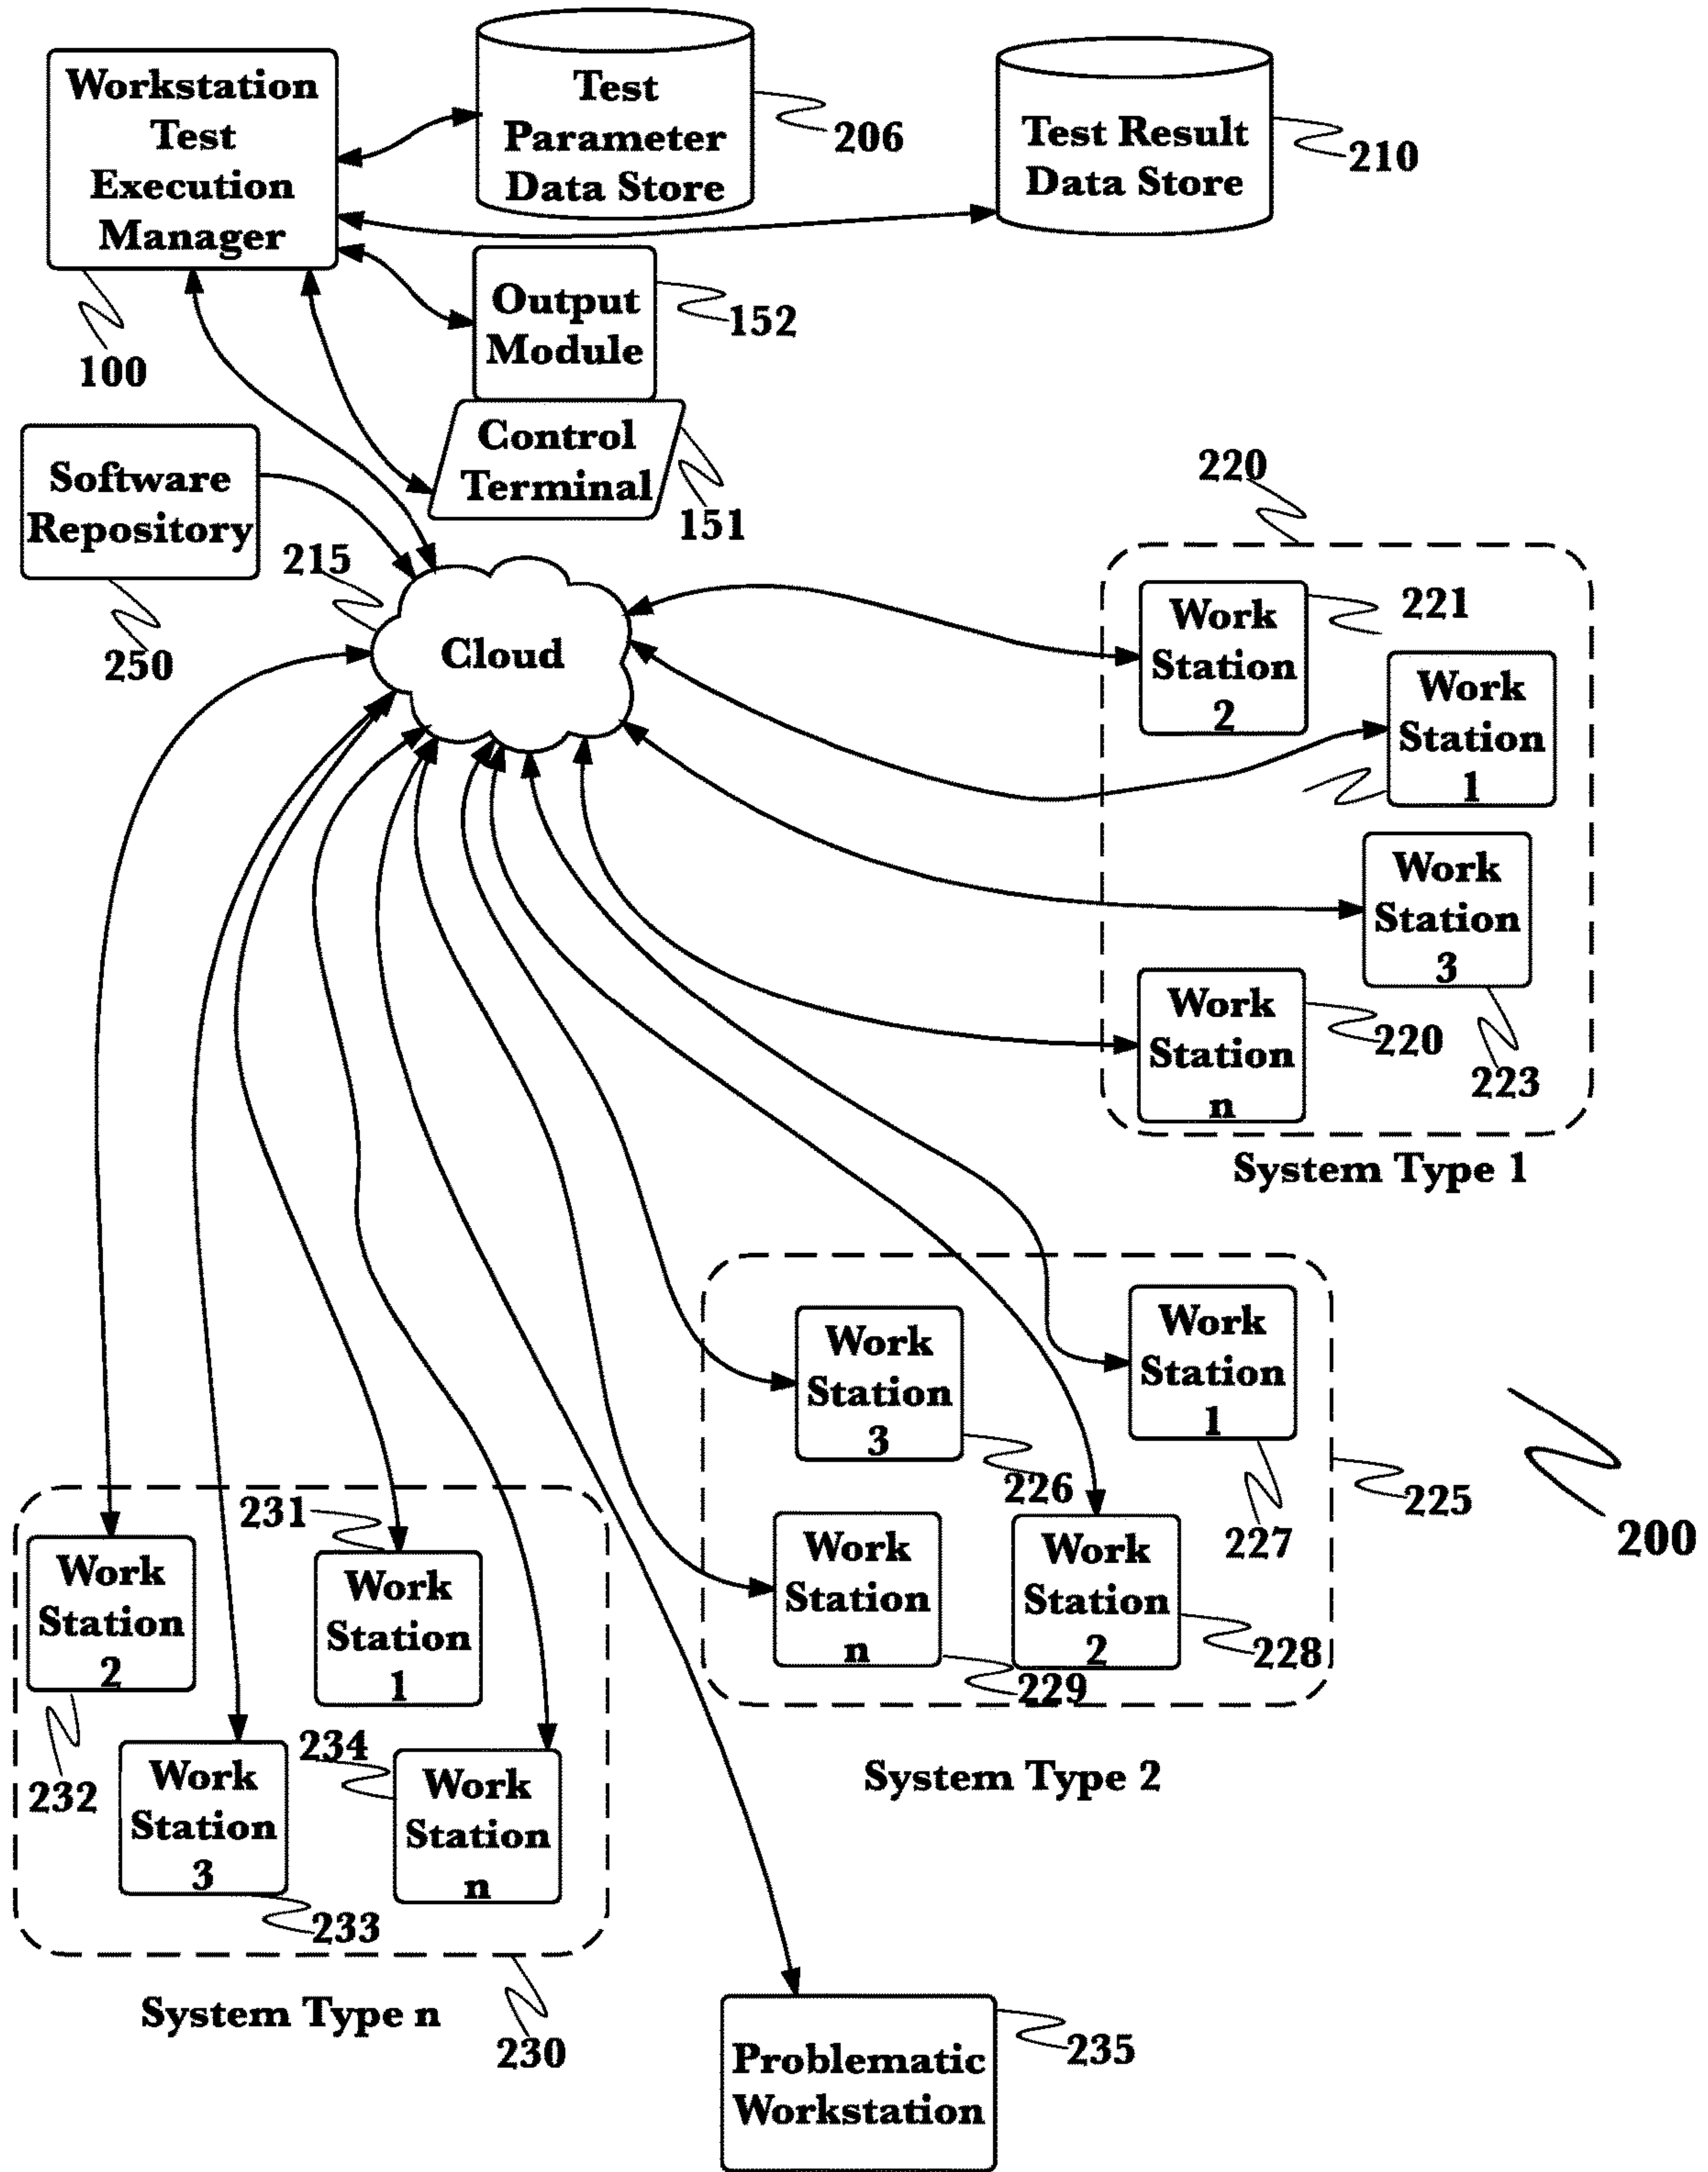 Workstation
Test
Execution
Manager
100
Test
Parameter
Data Store
206
Test Result
Data Store
210
Output
Module
152
Control
Terminal
151
Software
Repository
250
215
Cloud
220
Work
Station
2
221
Work
Station
1
Work
Station
3
223
Work
Station
n
220
System Type 1
Work
Station
3
226
Work
Station
1
227
225
200
Work
Station
n
229
Work
Station
2
228
System Type 2
231
Work
Station
2
232
Work
Station
1
Work
Station
3
233
234
Work
Station
n
System Type n
230
Problematic
Workstation
235